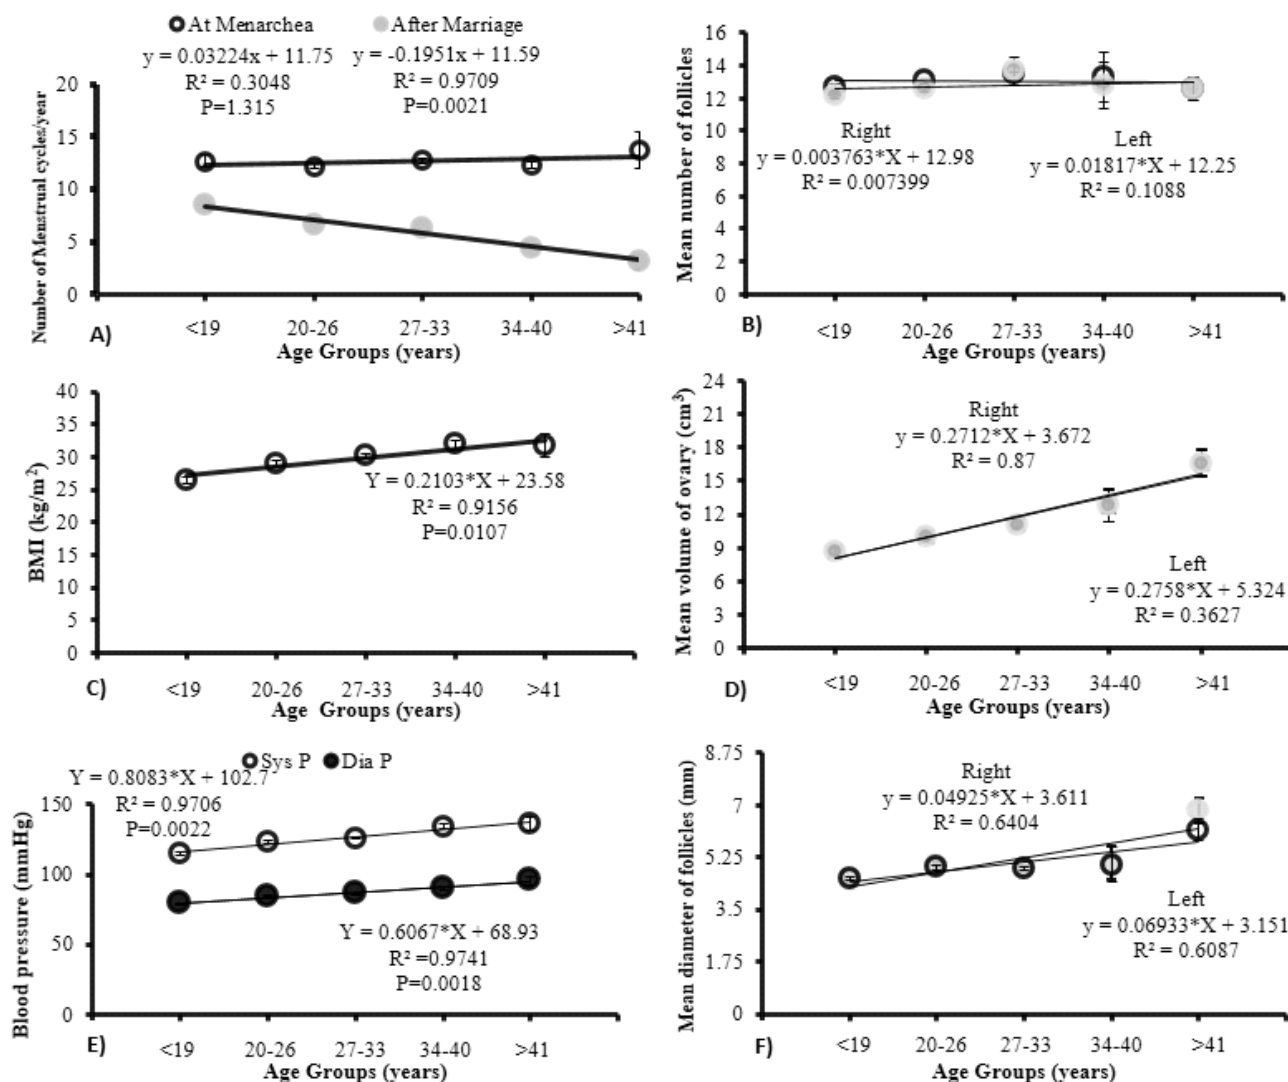 At Menarchea After Marriage
y = 0.03224x + 11.75 y = -0.1951x + 11.59
R² = 0.3048 R² = 0.9709
P=1.315 P=0.0021
Number of Menstrual cycles/year
20
15
10
5
0
<19 20-26 27-33 34-40 >41
A)
Age Groups (years)
Mean number of follicles
16
14
12
10
8
6
4
2
0
Right Left
y = 0.003763*X + 12.98 y = 0.01817*X + 12.25
R² = 0.007399 R² = 0.1088
<19 20-26 27-33 34-40 >41
B)
Age Groups (years)
BMI (kg/m²)
40
35
30
25
20
15
10
5
0
Y = 0.2103*X + 23.58
R² = 0.9156
P=0.0107
C)
<19 20-26 27-33 34-40 >41
Age Groups (years)
Mean volume of ovary (cm³)
24
21
18
15
12
9
6
3
0
Right
y = 0.2712*X + 3.672
R² = 0.87
Left
y = 0.2758*X + 5.324
R² = 0.3627
D)
<19 20-26 27-33 34-40 >41
Age Groups (years)
Sys P Dia P
Y = 0.8083*X + 102.7
R² = 0.9706
P=0.0022
Blood pressure (mmHg)
150
100
50
0
Y = 0.6067*X + 68.93
R² =0.9741
P=0.0018
E)
<19 20-26 27-33 34-40 >41
Age Groups (years)
Mean diameter of follicles (mm)
8.75
7
5.25
3.5
1.75
0
Right
y = 0.04925*X + 3.611
R² = 0.6404
Left
y = 0.06933*X + 3.151
R² = 0.6087
F)
<19 20-26 27-33 34-40 >41
Age Groups (years)